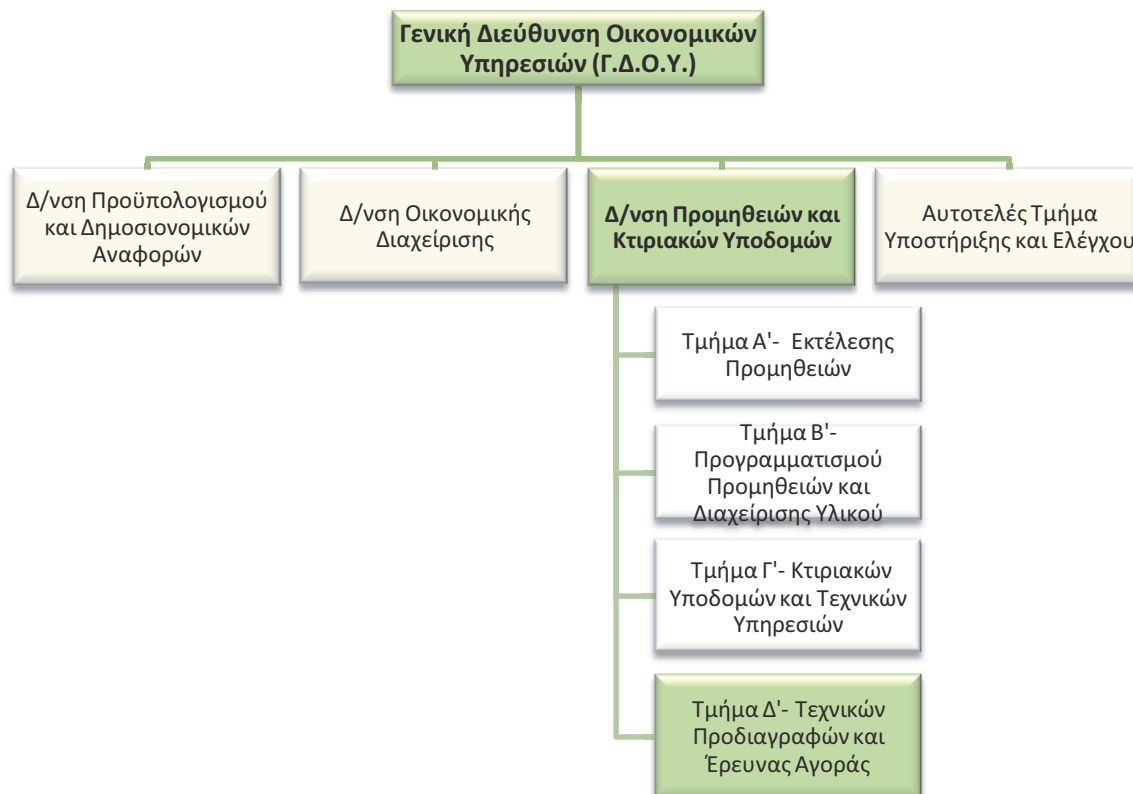 Γενική Διεύθυνση Οικονομικών
Υπηρεσιών (Γ.Δ.Ο.Υ.)
Δ/νση Προϋπολογισμού
και Δημοσιονομικών
Αναφορών
Δ/νση Οικονομικής
Διαχείρισης
Δ/νση Προμηθειών και
Κτιριακών Υποδομών
Αυτοτελές Τμήμα
Υποστήριξης και Ελέγχου
Τμήμα Α'- Εκτέλεσης
Προμηθειών
Τμήμα Β'-
Προγραμματισμού
Προμηθειών και
Διαχείρισης Υλικού
Τμήμα Γ'- Κτιριακών
Υποδομών και Τεχνικών
Υπηρεσιών
Τμήμα Δ'- Τεχνικών
Προδιαγραφών και
Έρευνας Αγοράς